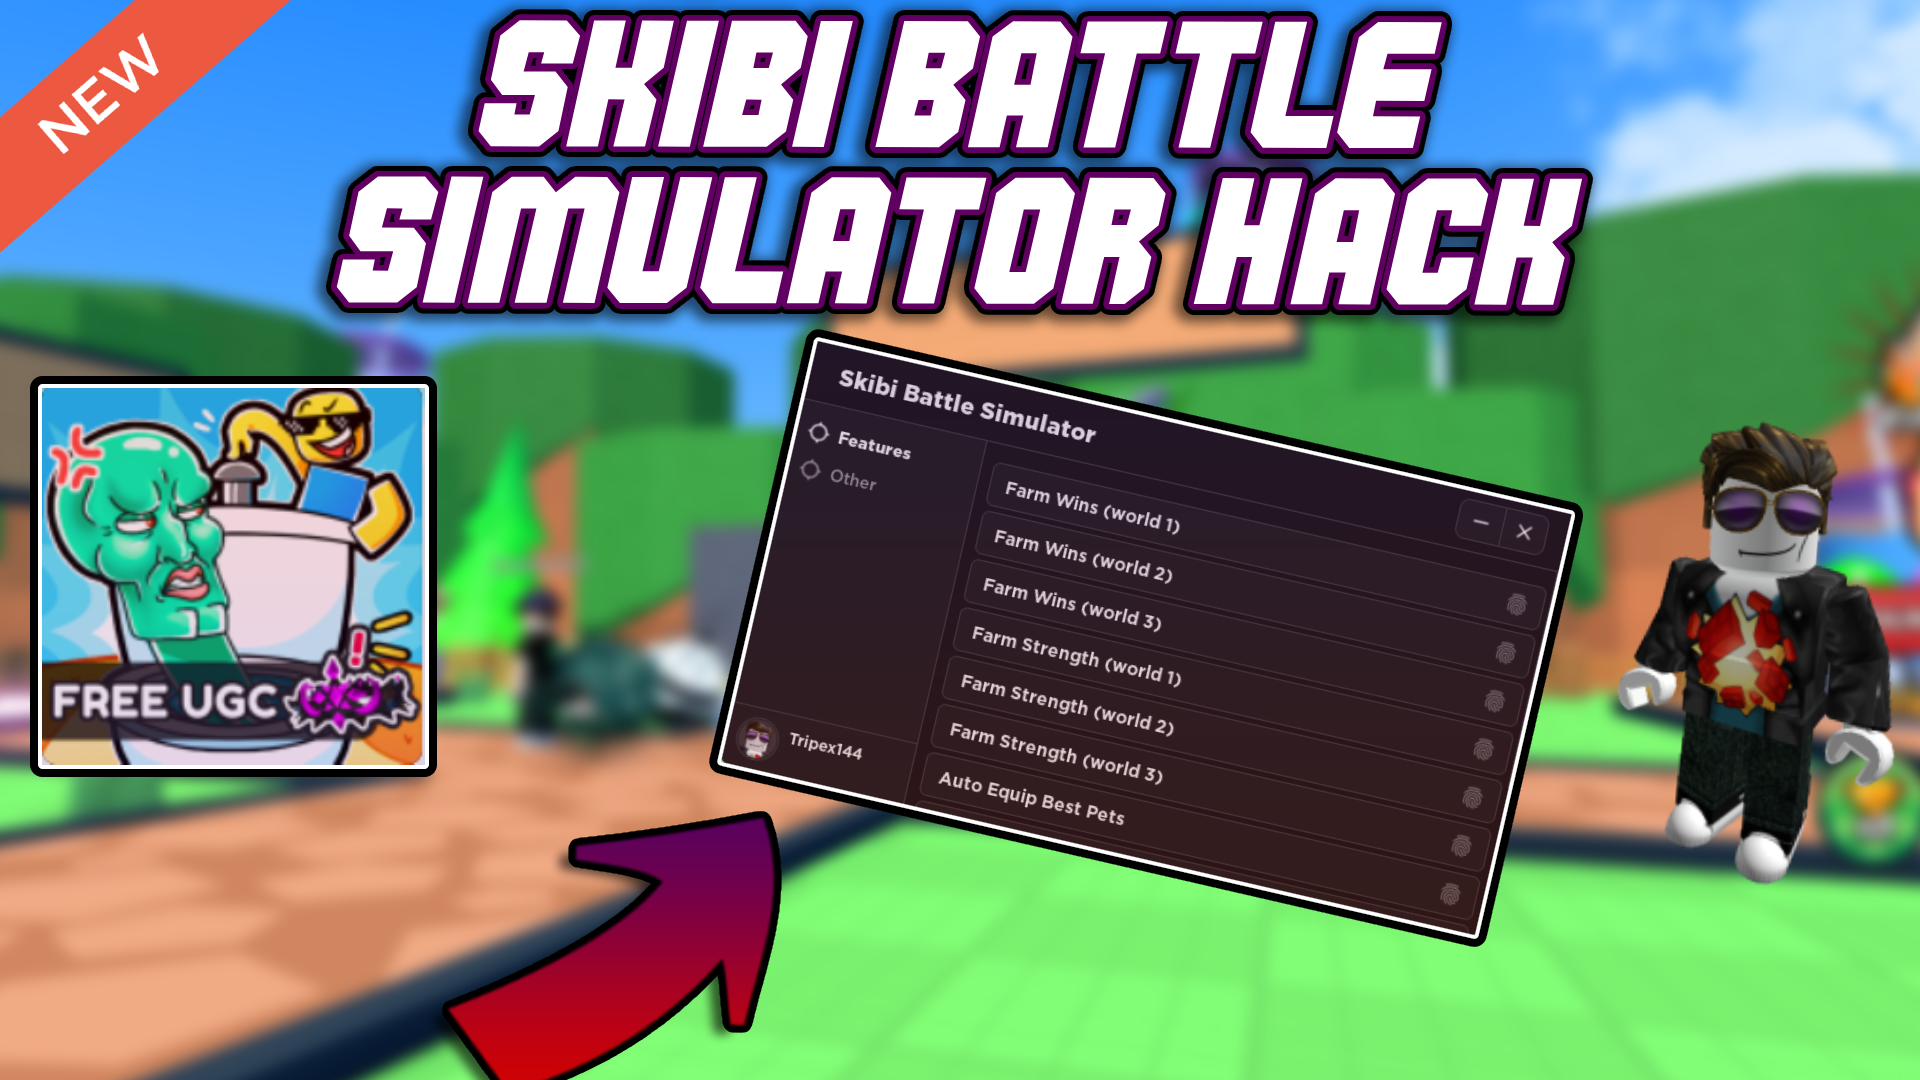 NEW
SKIBI BATTLE
SIMULATOR HACK
FREE UGC
Skibi Battle Simulator
Features
Other
Farm Wins (world 1)
Farm Wins (world 2)
Farm Wins (world 3)
Farm Strength (world 1)
Farm Strength (world 2)
Farm Strength (world 3)
Auto Equip Best Pets
Tripex144